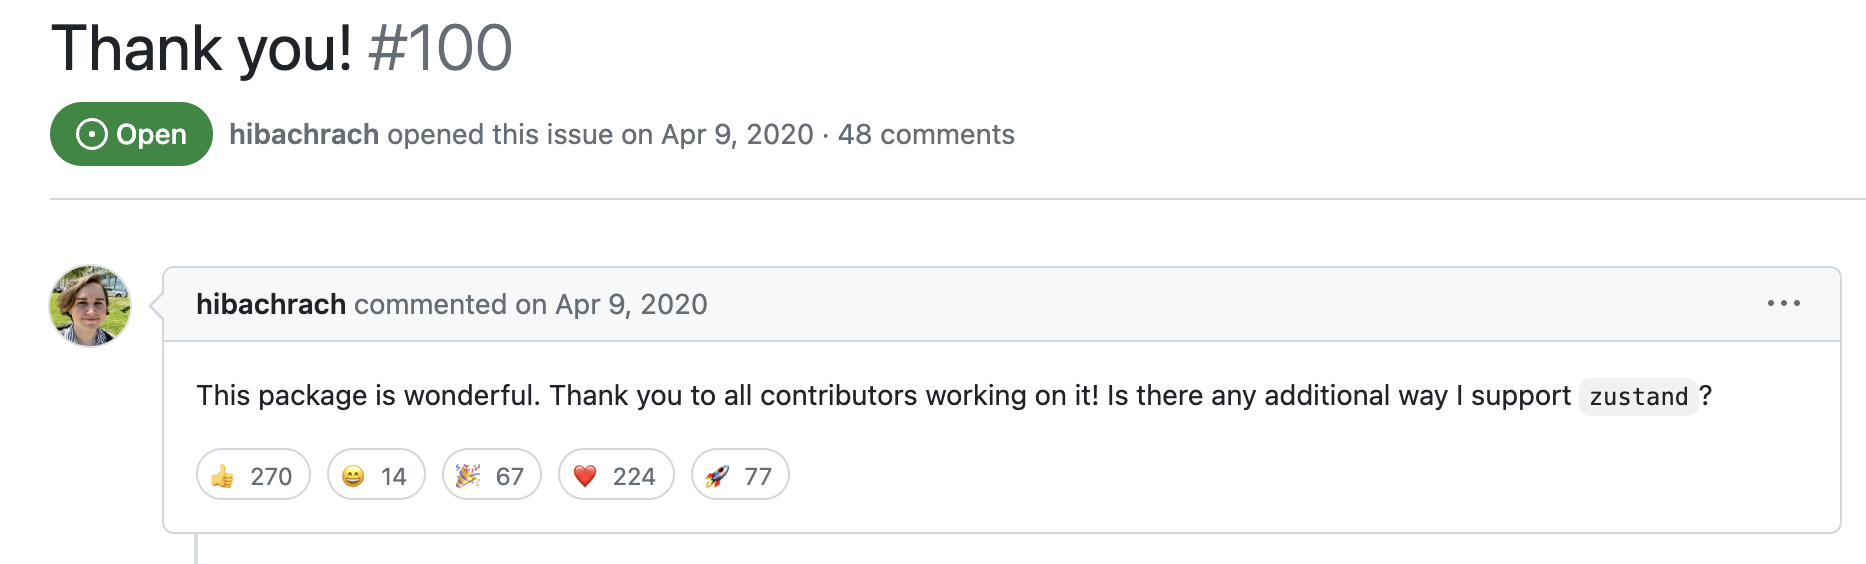 Thank you! #100
Open hibachrach opened this issue on Apr 9, 2020 · 48 comments
hibachrach commented on Apr 9, 2020
This package is wonderful. Thank you to all contributors working on it! Is there any additional way I support zustand?
👍 270 😄 14 🎉 67 ❤️ 224 🚀 77